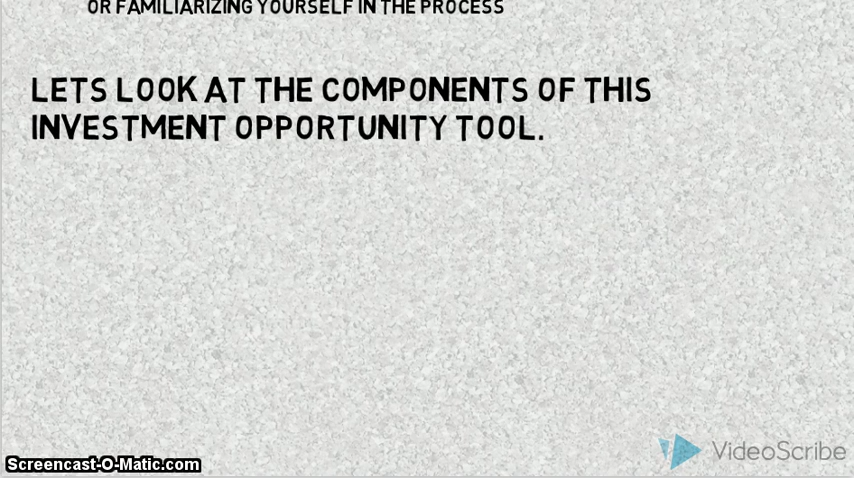 OR FAMILIARIZING YOURSELF IN THE PROCESS
LETS LOOK AT THE COMPONENTS OF THIS
INVESTMENT OPPORTUNITY TOOL.
VideoScribe
Screencast-O-Matic.com